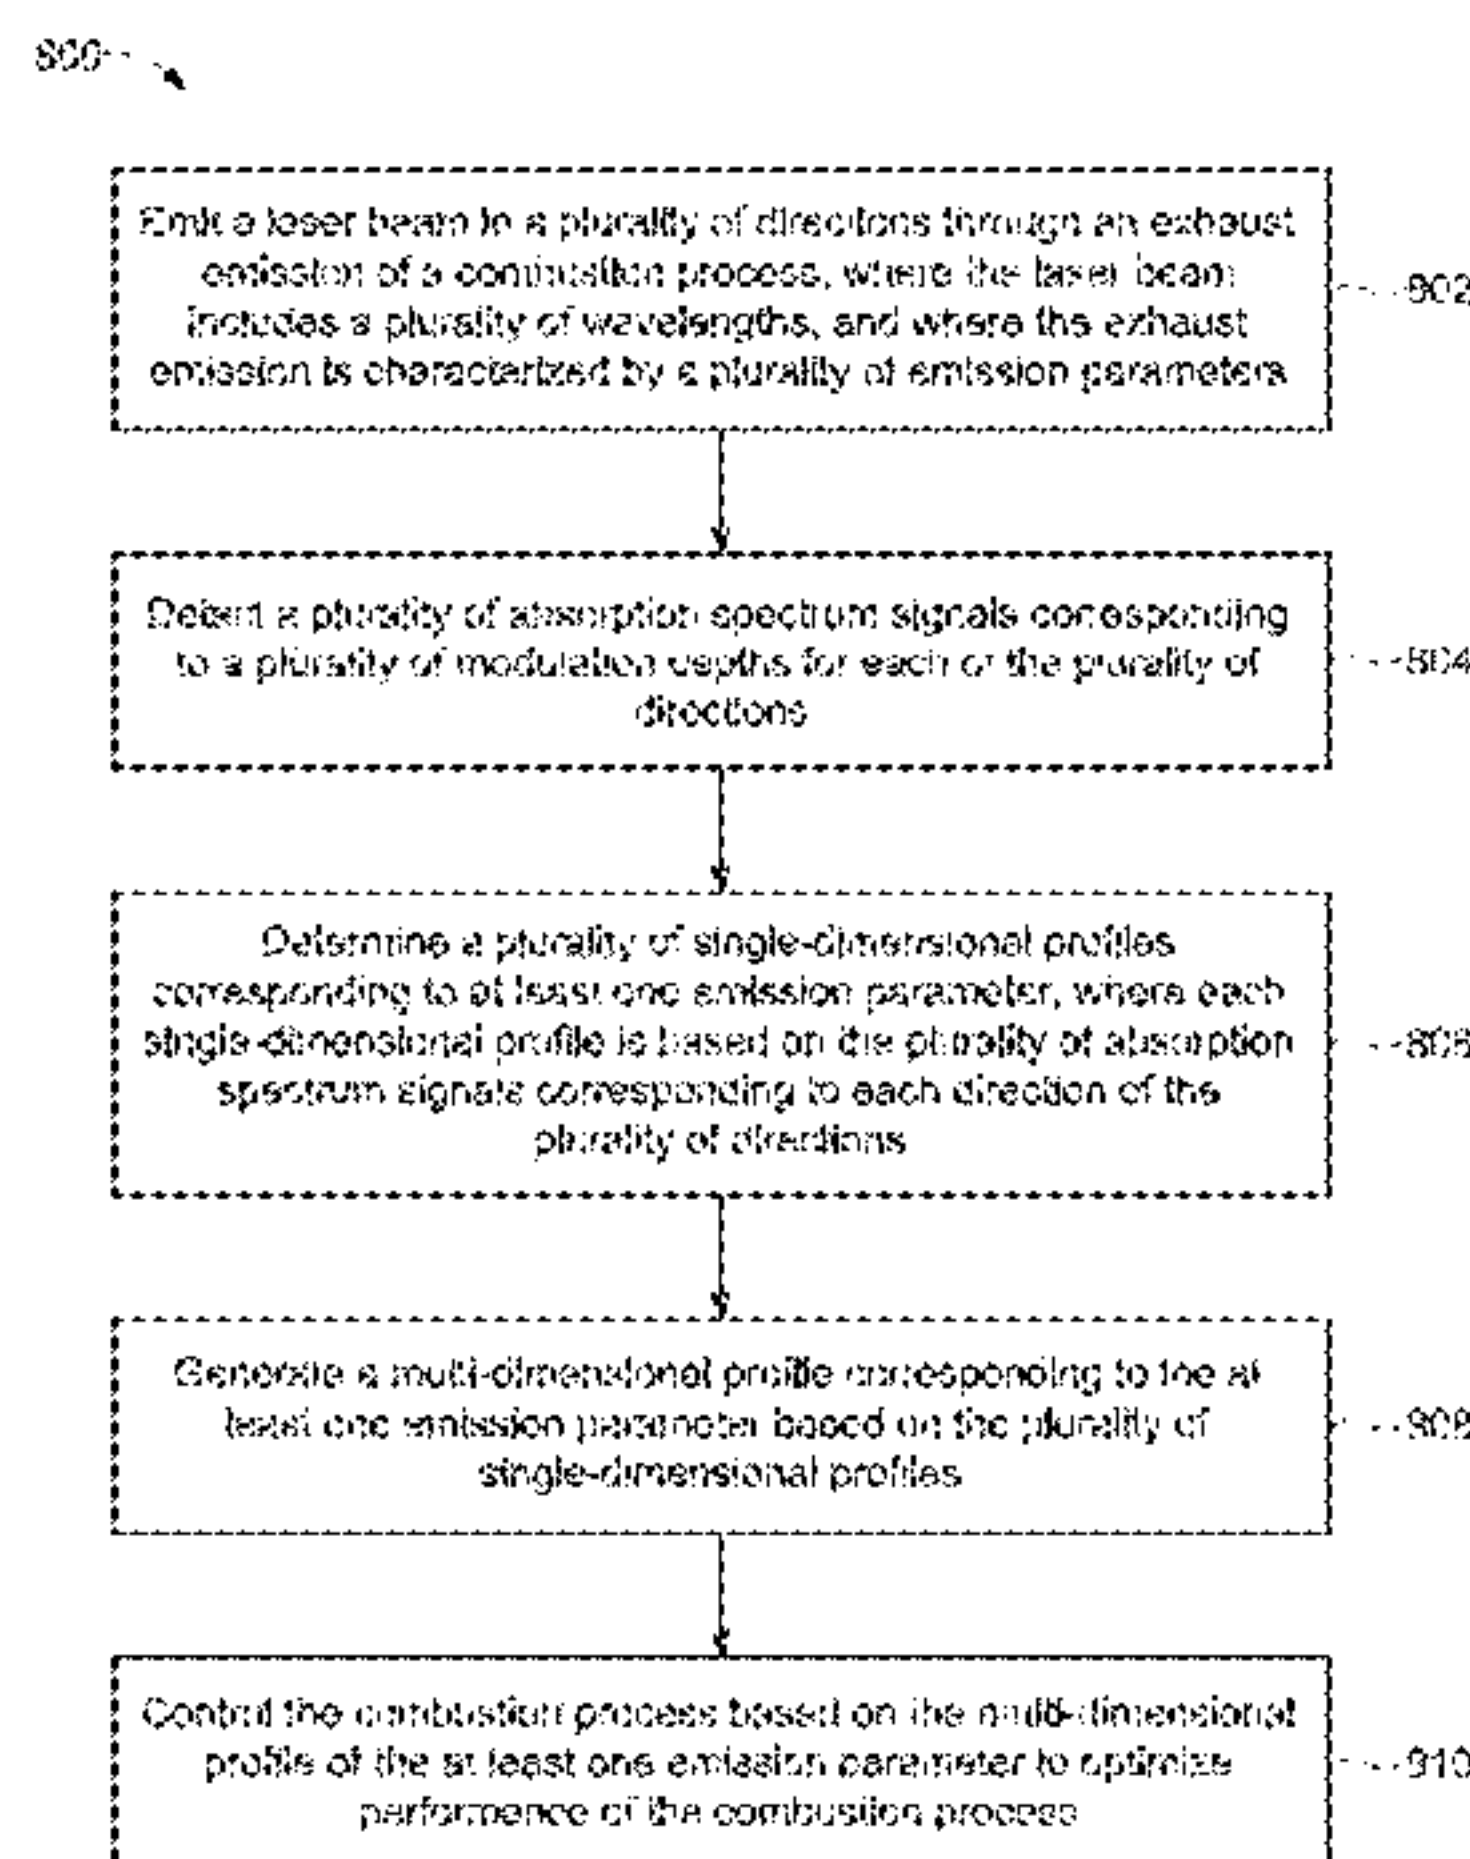 Emit a laser beam in a plurality of directions through an exhaust
emission of a combustion process, where the laser beam
includes a plurality of wavelengths, and where the exhaust
emission is characterized by a plurality of emission parameters
Detect a plurality of absorption spectrum signals corresponding
to a plurality of modulation depths for each of the plurality of
directions
Determine a plurality of single-dimensional profiles
corresponding to at least one emission parameter, where each
single-dimensional profile is based on the plurality of absorption
spectrum signals corresponding to each direction of the
plurality of directions
Generate a multi-dimensional profile corresponding to the at
least one emission parameter based on the plurality of
single-dimensional profiles
Control the combustion process based on the multi-dimensional
profile of the at least one emission parameter to optimize
performance of the combustion process